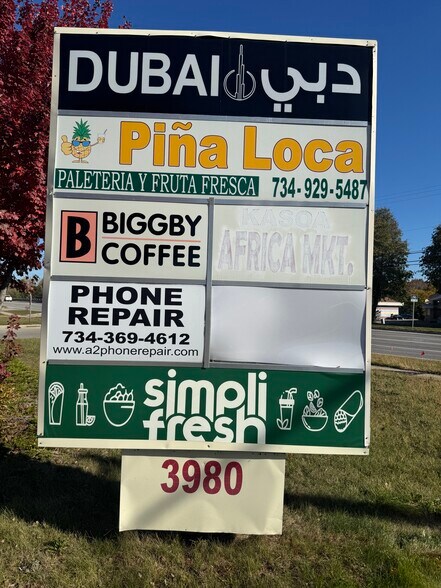 DUBAI دبي
Piña Loca
PALETERIA Y FRUTA FRESCA 734-929-5487
B BIGGBY COFFEE
KASOA
AFRICA MKT.
PHONE
REPAIR
734-369-4612
www.a2phonerepair.com
simpli
fresh
3980